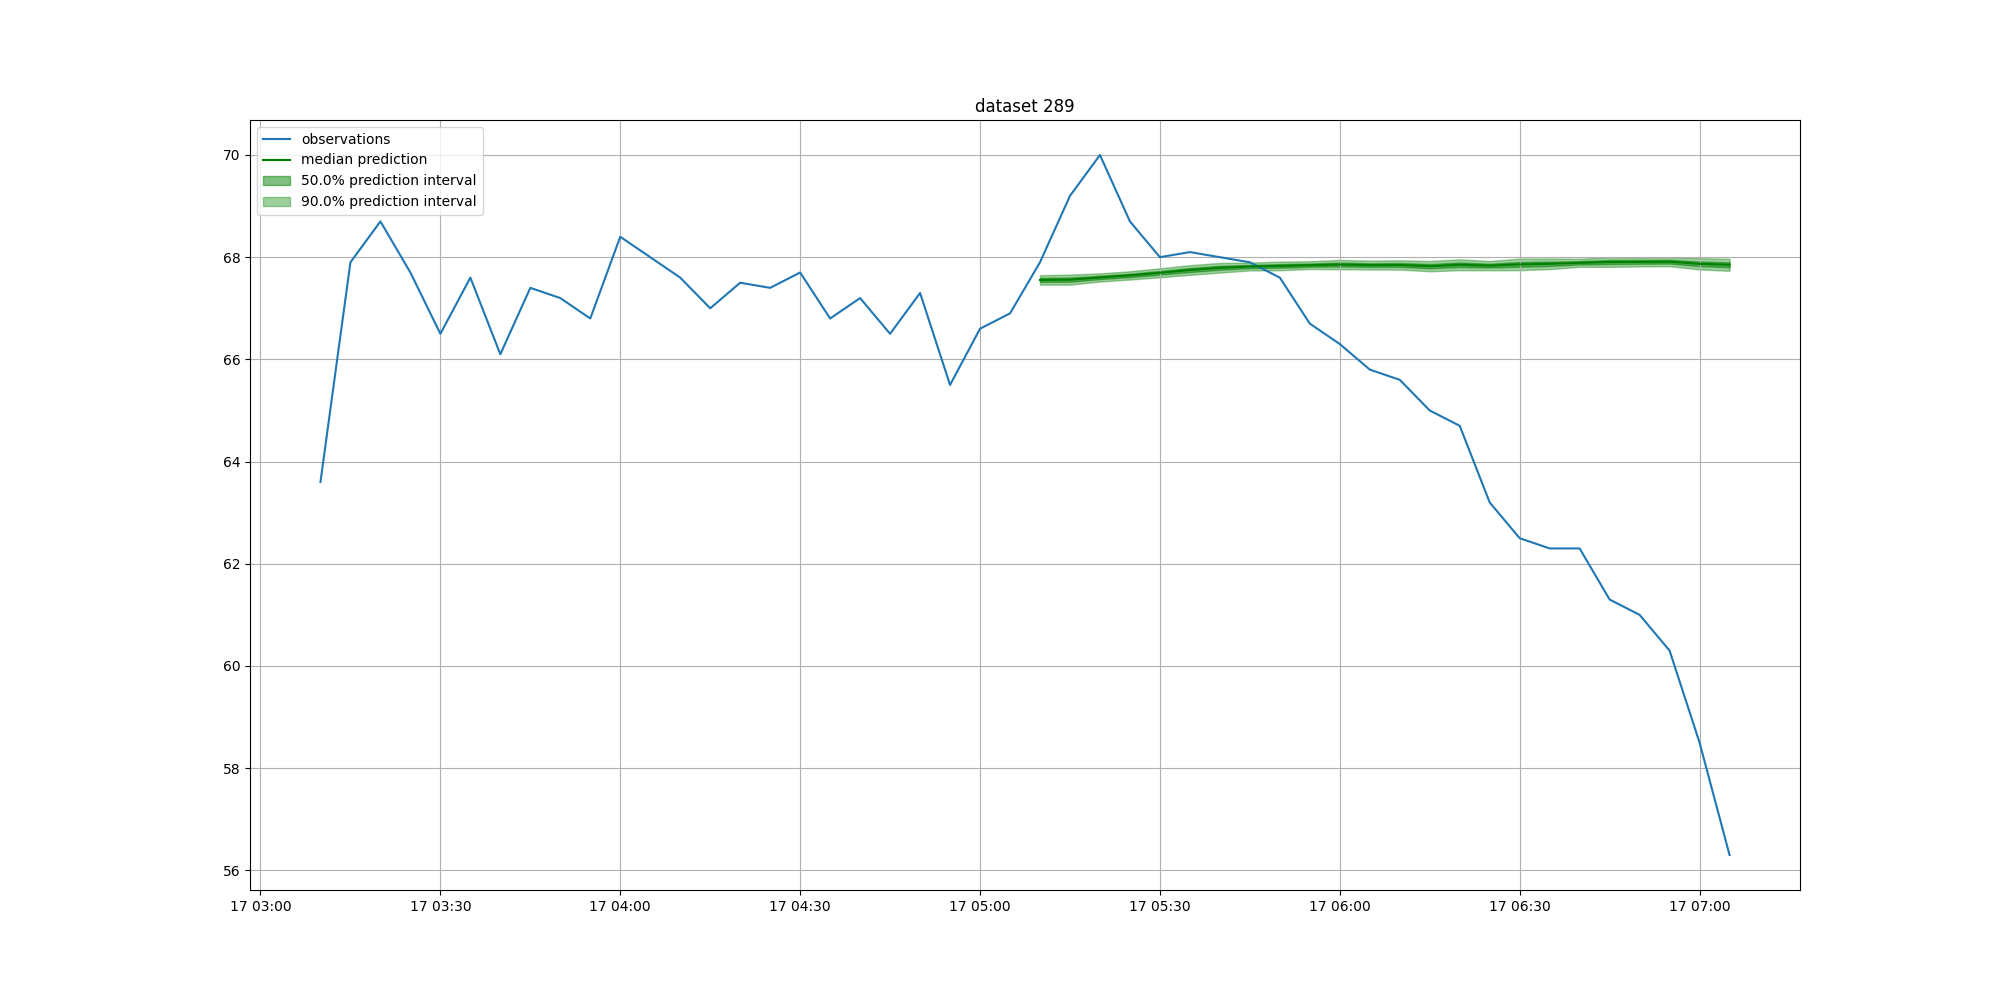 dataset 289
observations
median prediction
50.0% prediction interval
90.0% prediction interval
70
68
66
64
62
60
58
56
17 03:00 17 03:30 17 04:00 17 04:30 17 05:00 17 05:30 17 06:00 17 06:30 17 07:00